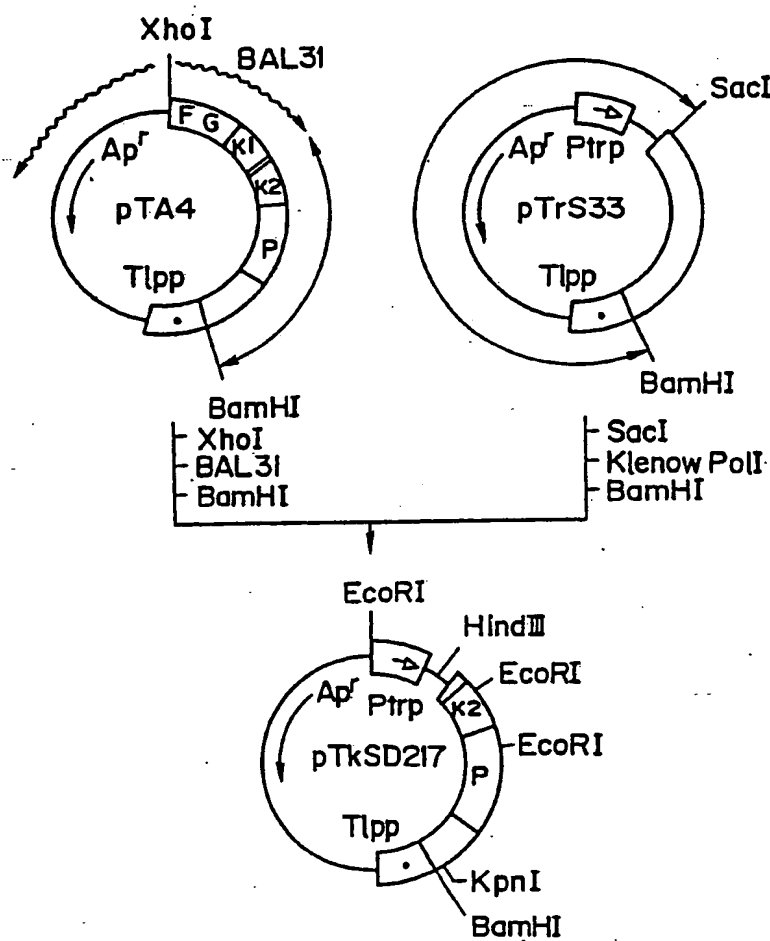 XhoI
BAL31
F G K1 K2 P
Apʳ
pTA4
Tlpp
BamHI
XhoI
BAL31
BamHI
SacI
Apʳ Ptrp
pTrS33
Tlpp
BamHI
SacI
Klenow PolI
BamHI
EcoRI
HindIII
EcoRI
K2
Apʳ Ptrp
EcoRI
pTkSD217
P
Tlpp
KpnI
BamHI